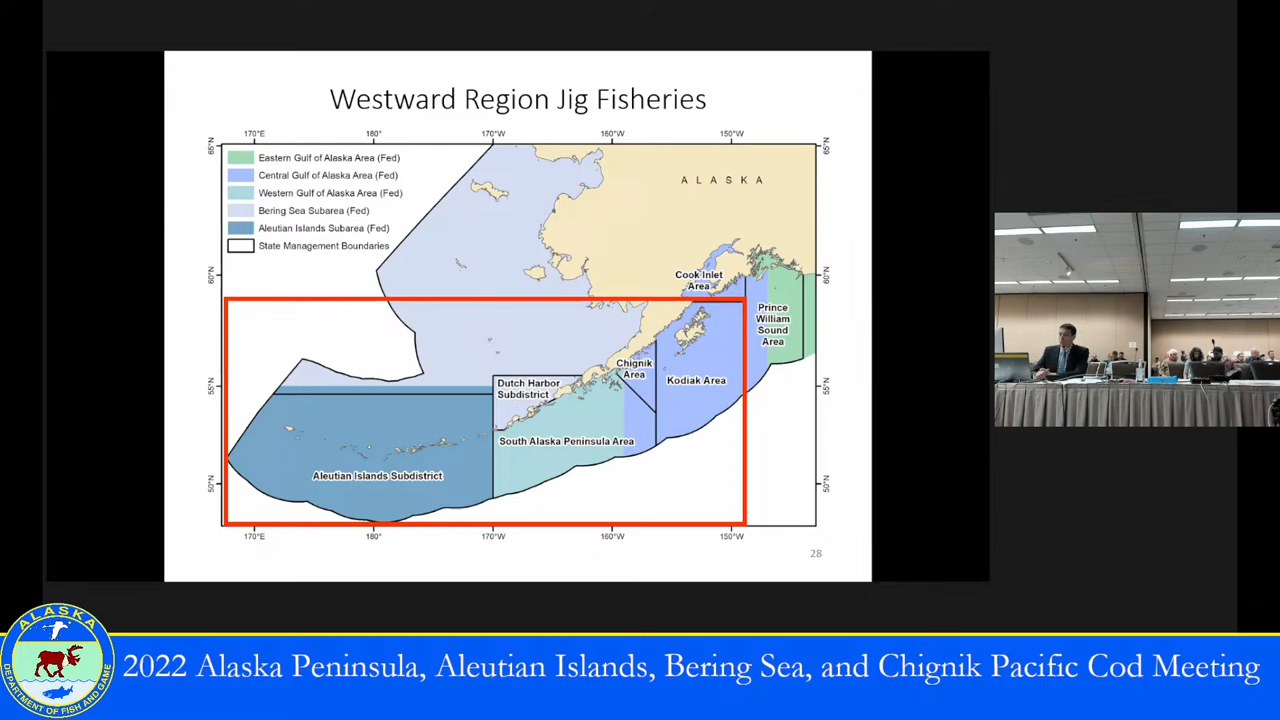 Westward Region Jig Fisheries
170°E 180° 170°W 160°W 150°W
65°N 65°N
Eastern Gulf of Alaska Area (Fed)
Central Gulf of Alaska Area (Fed)
Western Gulf of Alaska Area (Fed)
Bering Sea Subarea (Fed)
Aleutian Islands Subarea (Fed)
State Management Boundaries
ALASKA
60°N 60°N
Cook Inlet
Area
Prince
William
Sound
Area
Chignik
Area
Kodiak Area
55°N 55°N
Dutch Harbor
Subdistrict
South Alaska Peninsula Area
Aleutian Islands Subdistrict
50°N 50°N
170°E 180° 170°W 160°W 150°W
28
ALASKA
DEPARTMENT OF FISH AND GAME
2022 Alaska Peninsula, Aleutian Islands, Bering Sea, and Chignik Pacific Cod Meeting